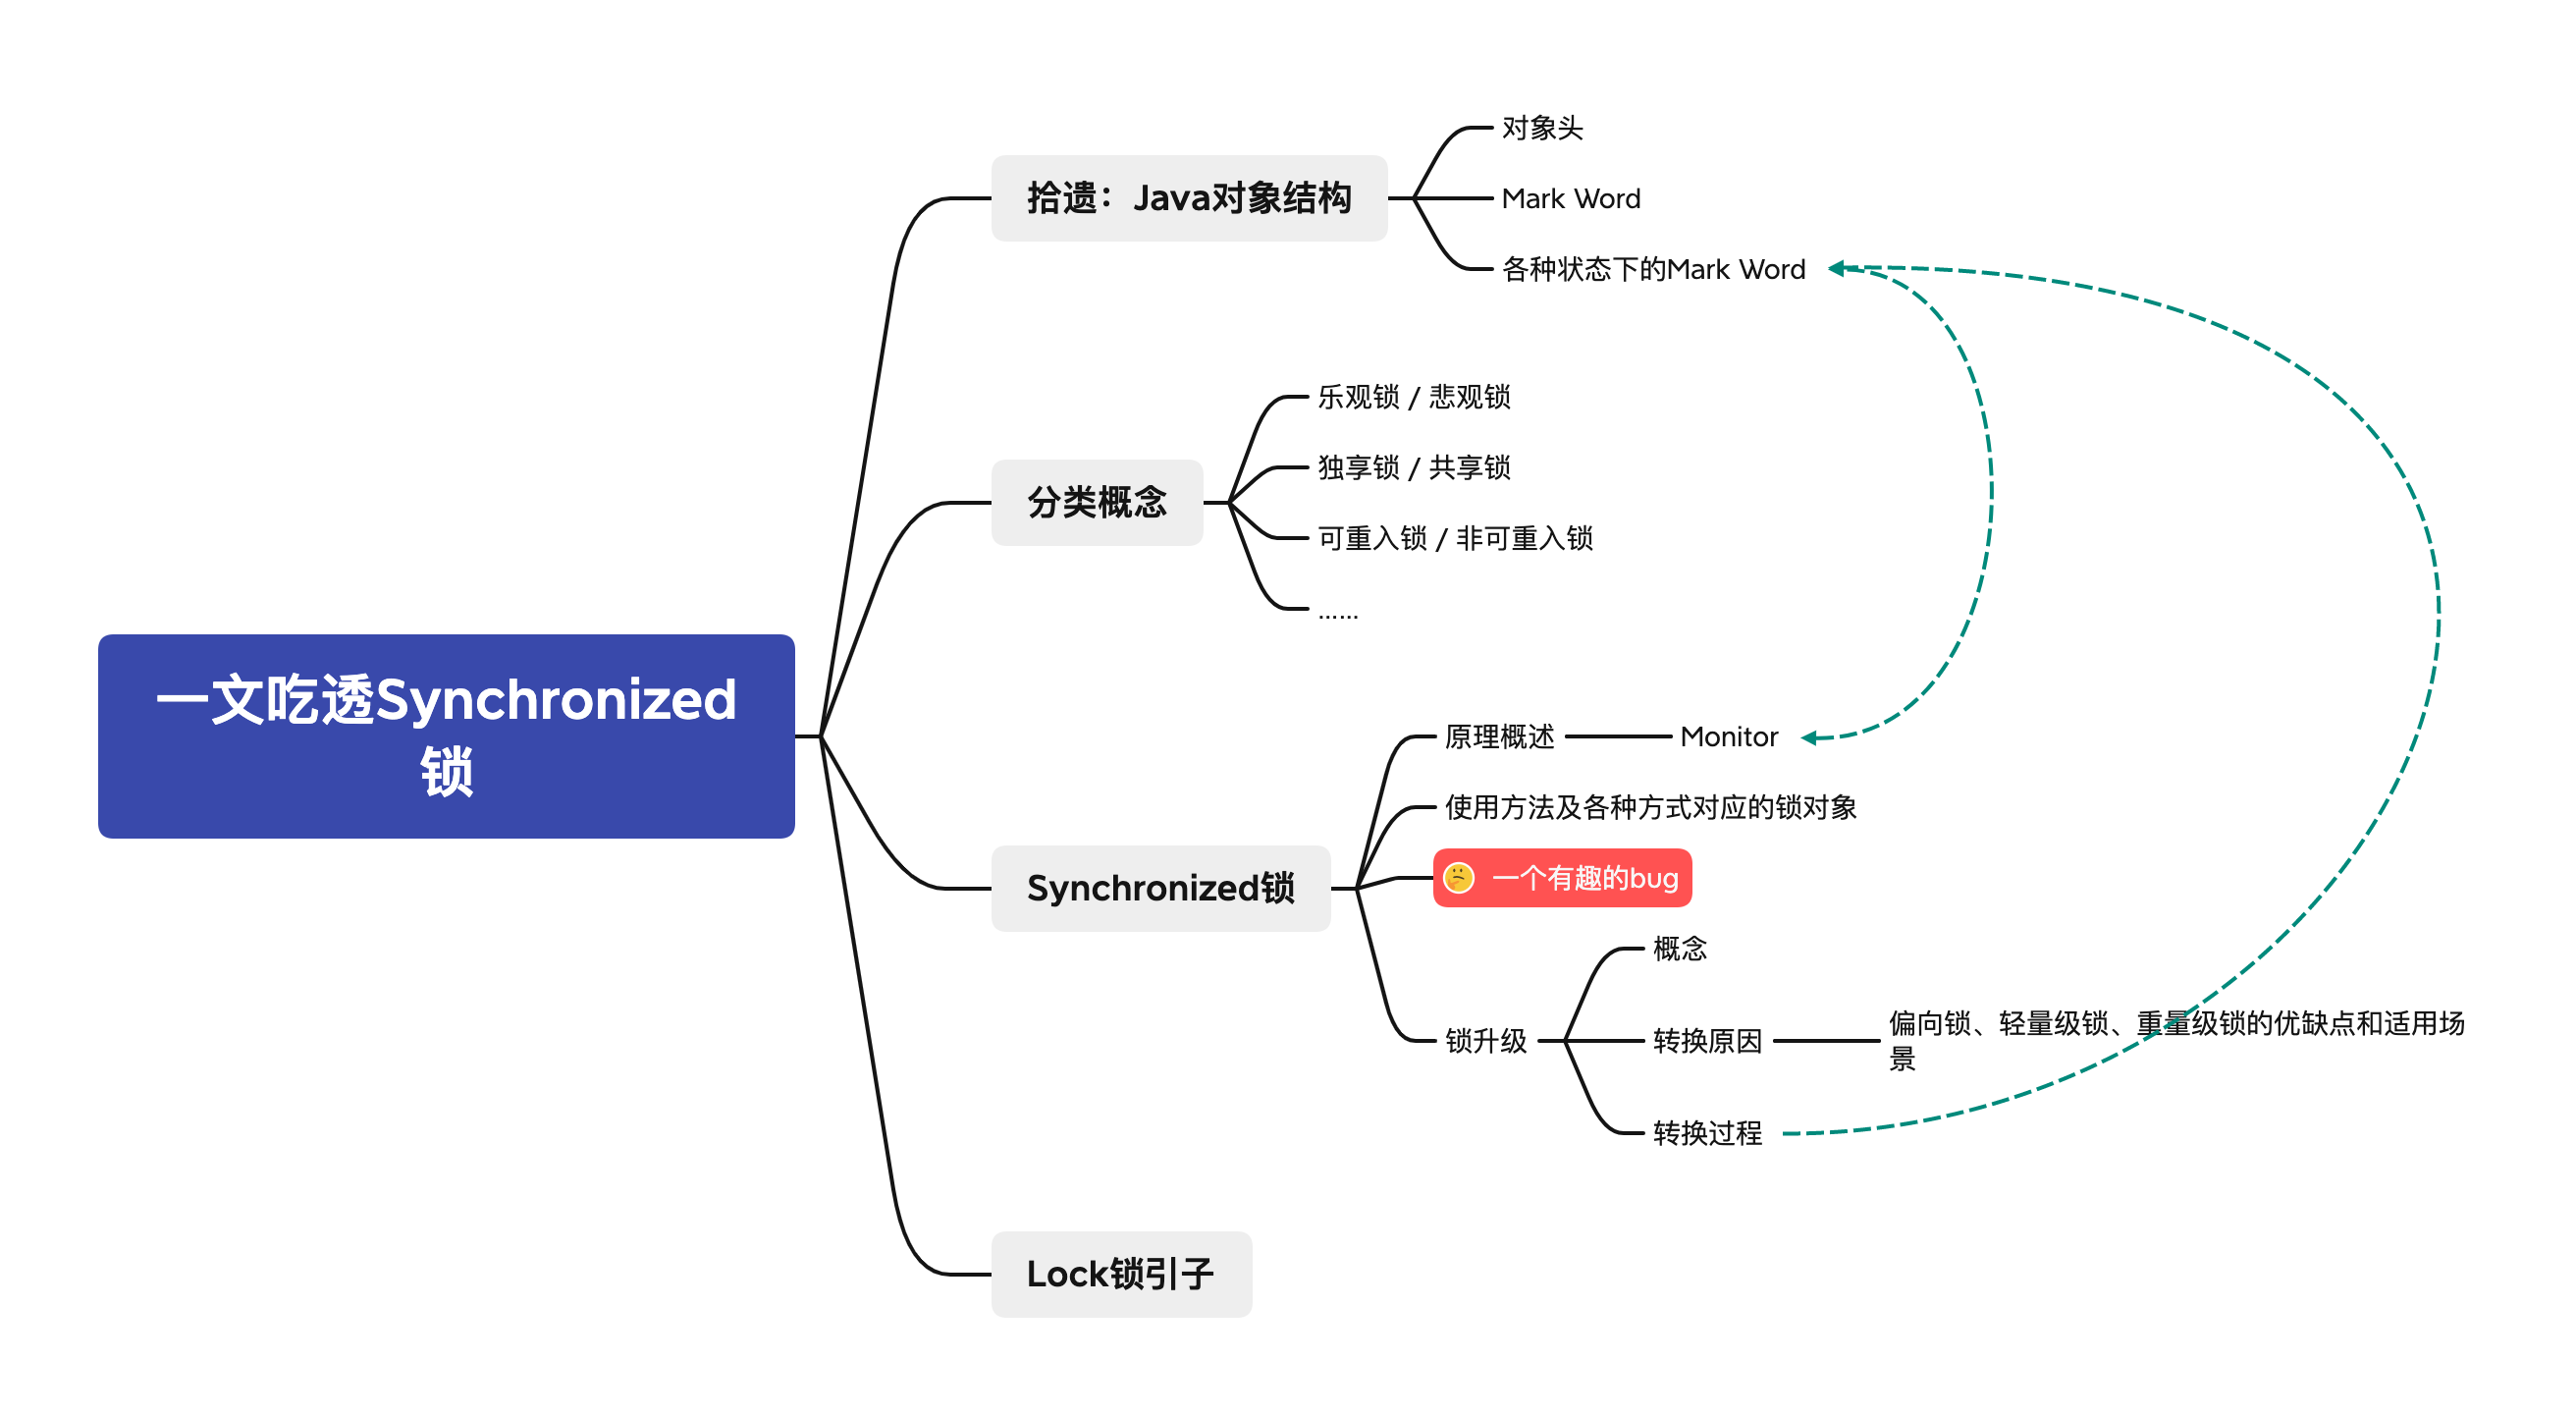 一文吃透Synchronized
锁
拾遗：Java对象结构
对象头
Mark Word
各种状态下的Mark Word
分类概念
乐观锁 / 悲观锁
独享锁 / 共享锁
可重入锁 / 非可重入锁
......
Synchronized锁
原理概述
Monitor
使用方法及各种方式对应的锁对象
🤔 一个有趣的bug
锁升级
概念
转换原因
偏向锁、轻量级锁、重量级锁的优缺点和适用场
景
转换过程
Lock锁引子